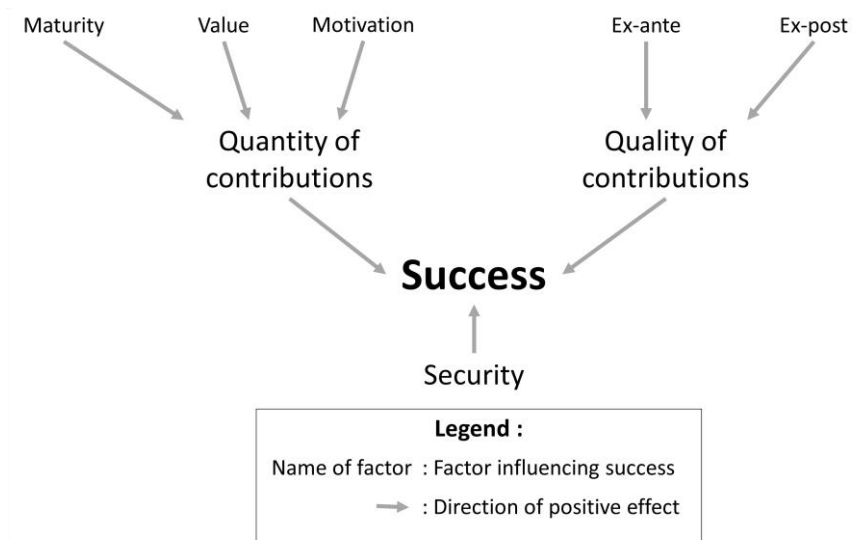 Maturity Value Motivation Ex-ante Ex-post
Quantity of contributions
Quality of contributions
Success
Security
Legend :
Name of factor : Factor influencing success
: Direction of positive effect